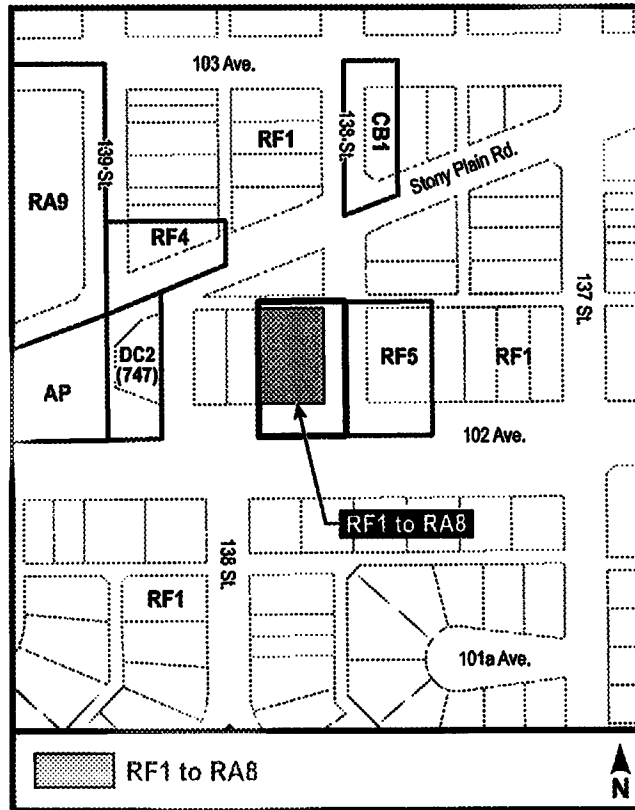 103 Ave.
139 St.
RF1
138 St.
CB1
Stony Plain Rd.
RA9
RF4
137 St.
DC2
(747)
RF5
RF1
AP
102 Ave.
RF1 to RA8
138 St.
RF1
101a Ave.
RF1 to RA8
N